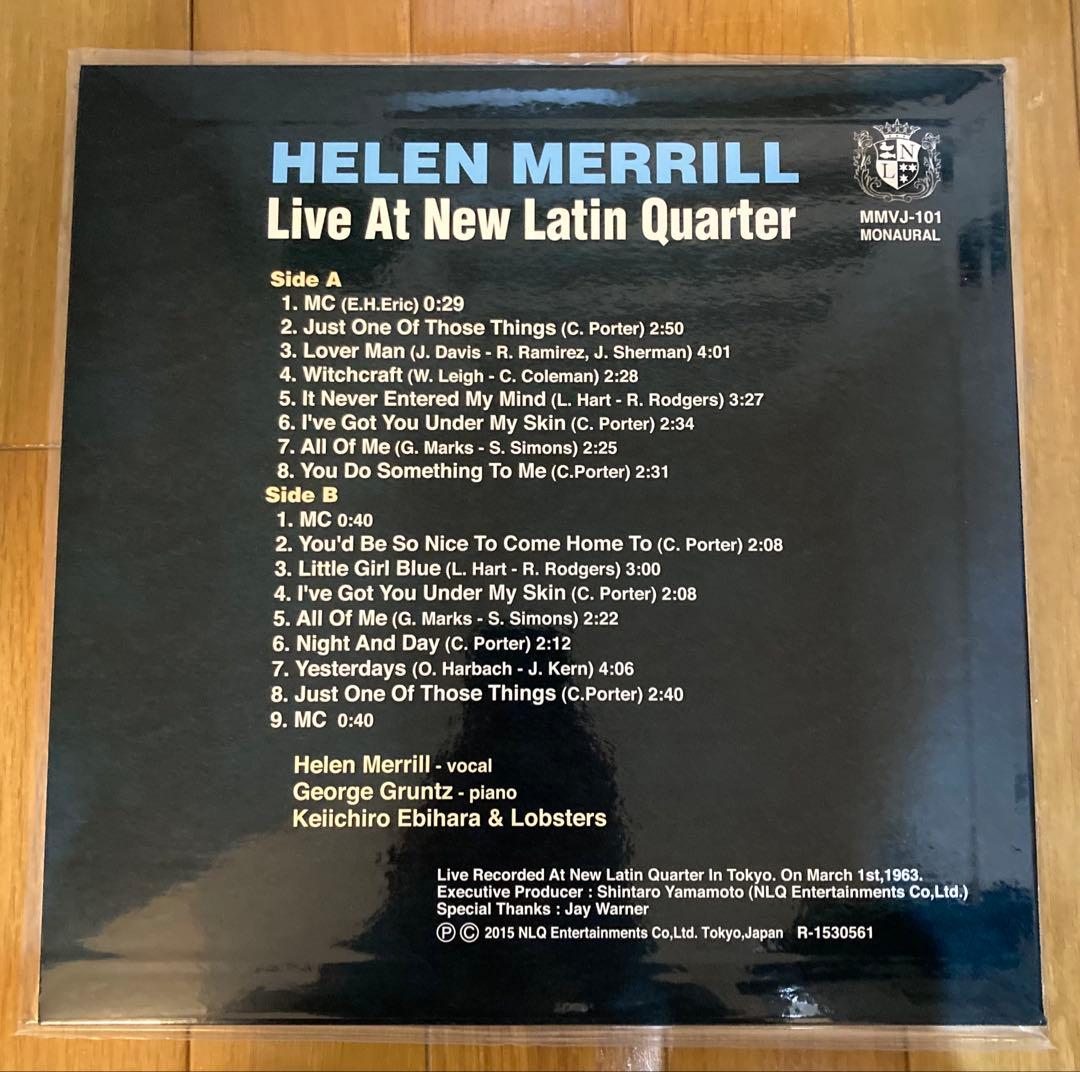 HELEN MERRILL
Live At New Latin Quarter
N
L
MMVJ-101
MONAURAL
Side A
1. MC (E.H.Eric) 0:29
2. Just One Of Those Things (C. Porter) 2:50
3. Lover Man (J. Davis - R. Ramirez, J. Sherman) 4:01
4. Witchcraft (W. Leigh - C. Coleman) 2:28
5. It Never Entered My Mind (L. Hart - R. Rodgers) 3:27
6. I've Got You Under My Skin (C. Porter) 2:34
7. All Of Me (G. Marks - S. Simons) 2:25
8. You Do Something To Me (C.Porter) 2:31
Side B
1. MC 0:40
2. You'd Be So Nice To Come Home To (C. Porter) 2:08
3. Little Girl Blue (L. Hart - R. Rodgers) 3:00
4. I've Got You Under My Skin (C. Porter) 2:08
5. All Of Me (G. Marks - S. Simons) 2:22
6. Night And Day (C. Porter) 2:12
7. Yesterdays (O. Harbach - J. Kern) 4:06
8. Just One Of Those Things (C.Porter) 2:40
9. MC 0:40
Helen Merrill - vocal
George Gruntz - piano
Keiichiro Ebihara & Lobsters
Live Recorded At New Latin Quarter In Tokyo. On March 1st,1963.
Executive Producer : Shintaro Yamamoto (NLQ Entertainments Co,Ltd.)
Special Thanks : Jay Warner
Ⓟ Ⓒ 2015 NLQ Entertainments Co,Ltd. Tokyo,Japan R-1530561